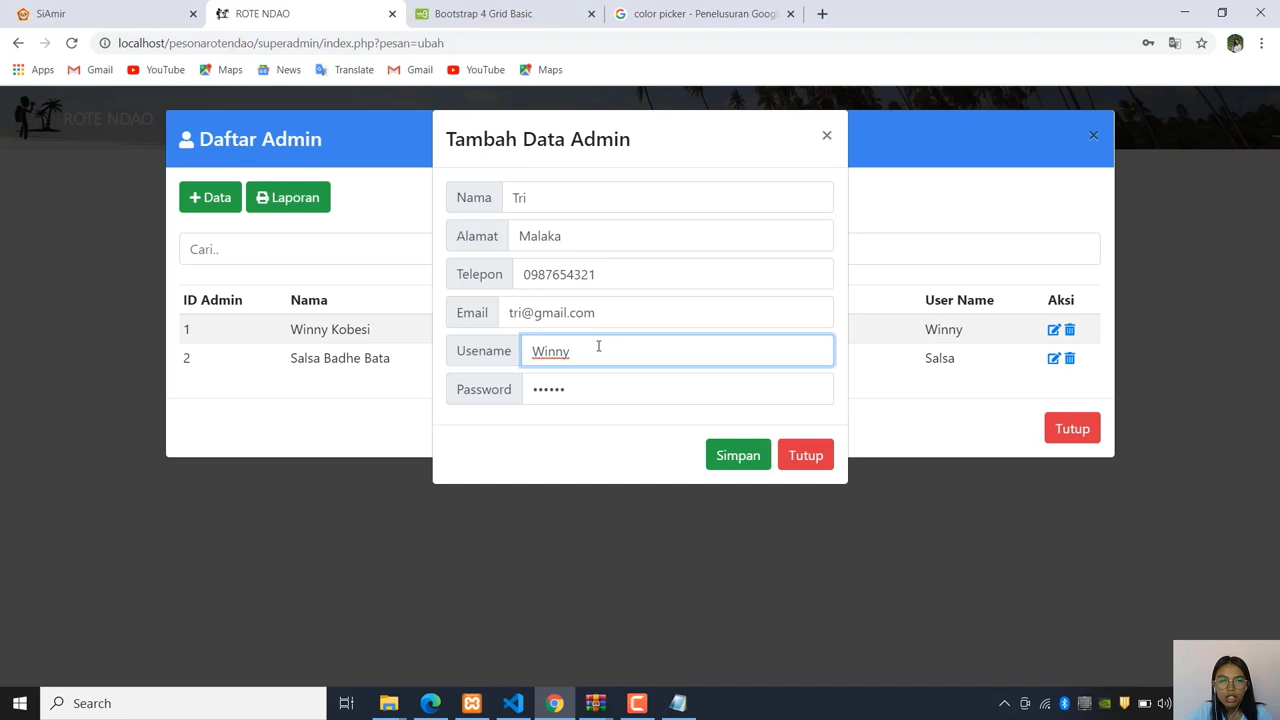 SiAmir
ROTE NDAO
Bootstrap 4 Grid Basic
color picker - Penelusuran Goog
localhost/pesonarotendao/superadmin/index.php?pesan=ubah
Apps Gmail YouTube Maps News Translate Gmail YouTube Maps
ROTE NDAO
Daftar Admin
Tambah Data Admin
Data
Laporan
Cari..
Nama Tri
Alamat Malaka
Telepon 0987654321
Email tri@gmail.com
Usename Winny
Password ••••••
Simpan Tutup
ID Admin Nama User Name Aksi
1 Winny Kobesi Winny
2 Salsa Badhe Bata Salsa
Tutup
Search